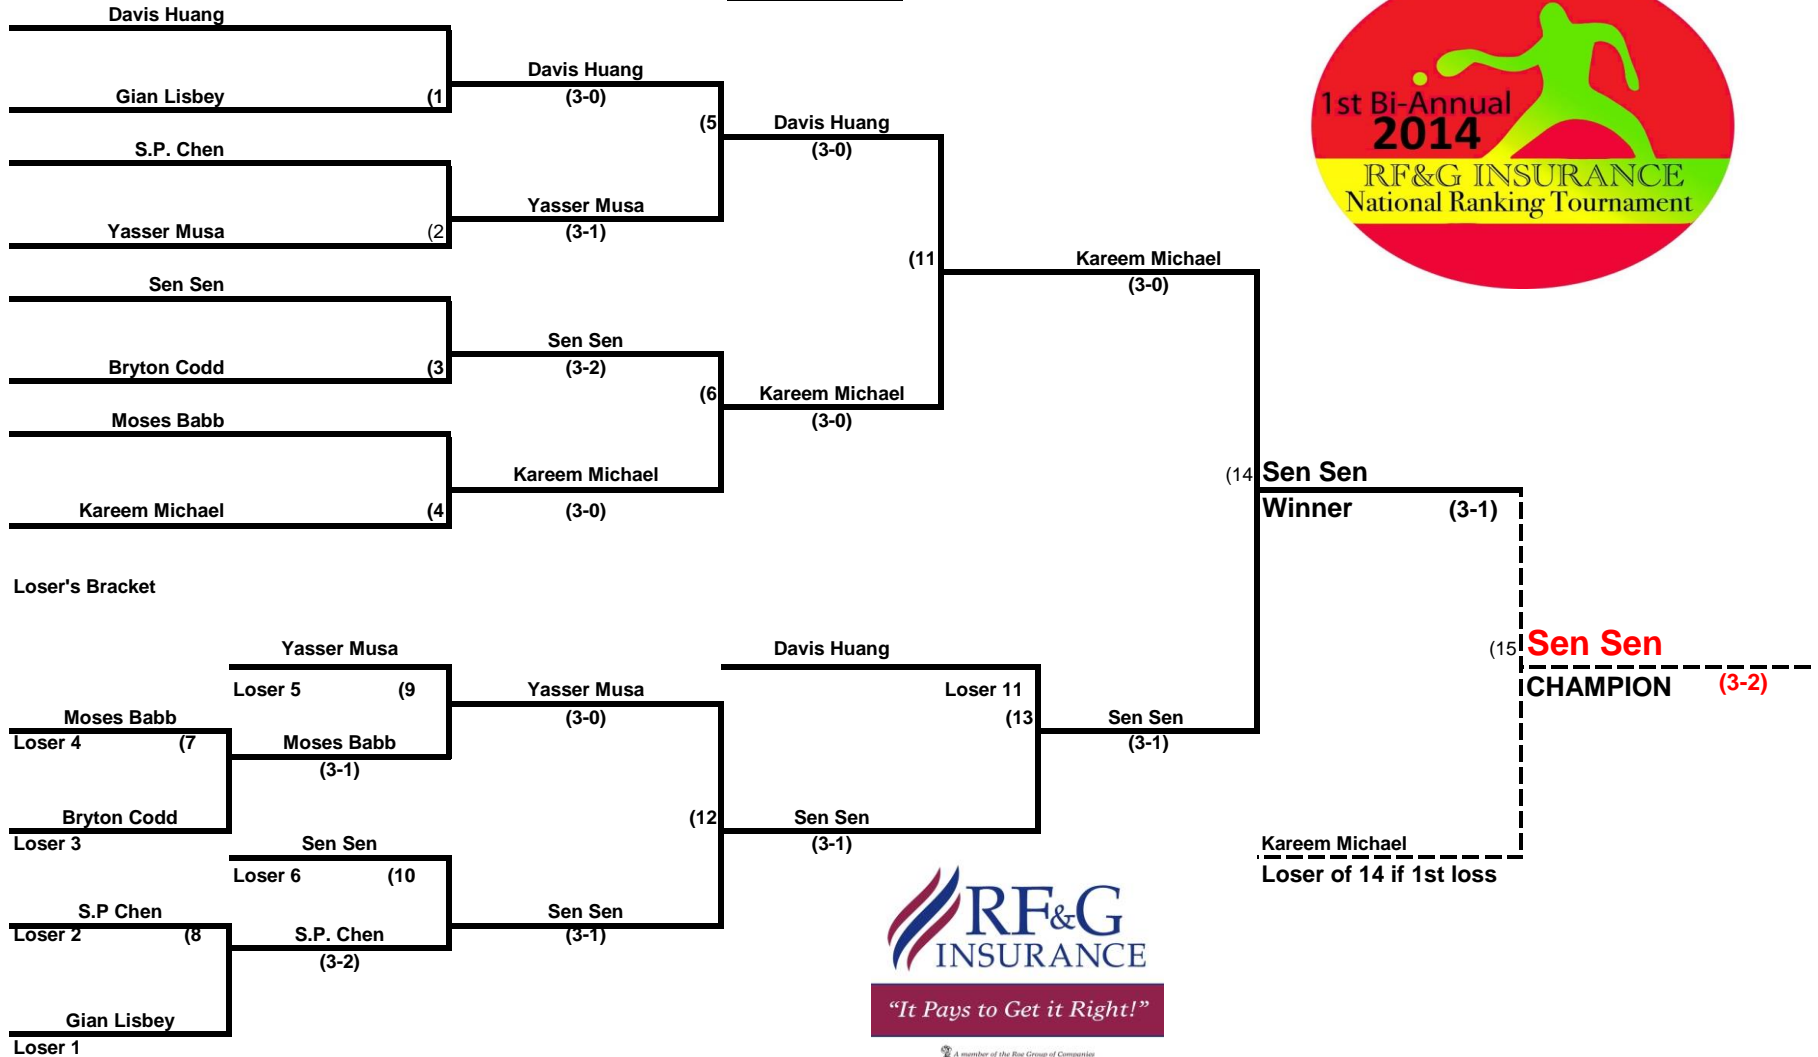 Davis Huang
Gian Lisbey (1
S.P. Chen
Yasser Musa (2
Sen Sen
Bryton Codd (3
Moses Babb
Kareem Michael (4
Davis Huang
(3-0)
(5
Yasser Musa
(3-1)
Sen Sen
(3-2)
(6
Kareem Michael
(3-0)
Davis Huang
(3-0)
(11
Kareem Michael
(3-0)
Kareem Michael
(3-0)
(14 Sen Sen
Winner (3-1)
1st Bi-Annual
2014
RF&G INSURANCE
National Ranking Tournament
Loser's Bracket
Yasser Musa
Loser 5 (9
Moses Babb
Loser 4 (7
Moses Babb
(3-1)
Bryton Codd
Loser 3
Sen Sen
Loser 6 (10
S.P Chen
Loser 2 (8
S.P. Chen
(3-2)
Gian Lisbey
Loser 1
Yasser Musa
(3-0)
(12
Sen Sen
(3-1)
Davis Huang
Loser 11
(13
Sen Sen
(3-1)
Sen Sen
(3-1)
(15 Sen Sen
CHAMPION (3-2)
Kareem Michael
Loser of 14 if 1st loss
RF&G
INSURANCE
“It Pays to Get it Right!”
A member of the Roe Group of Companies